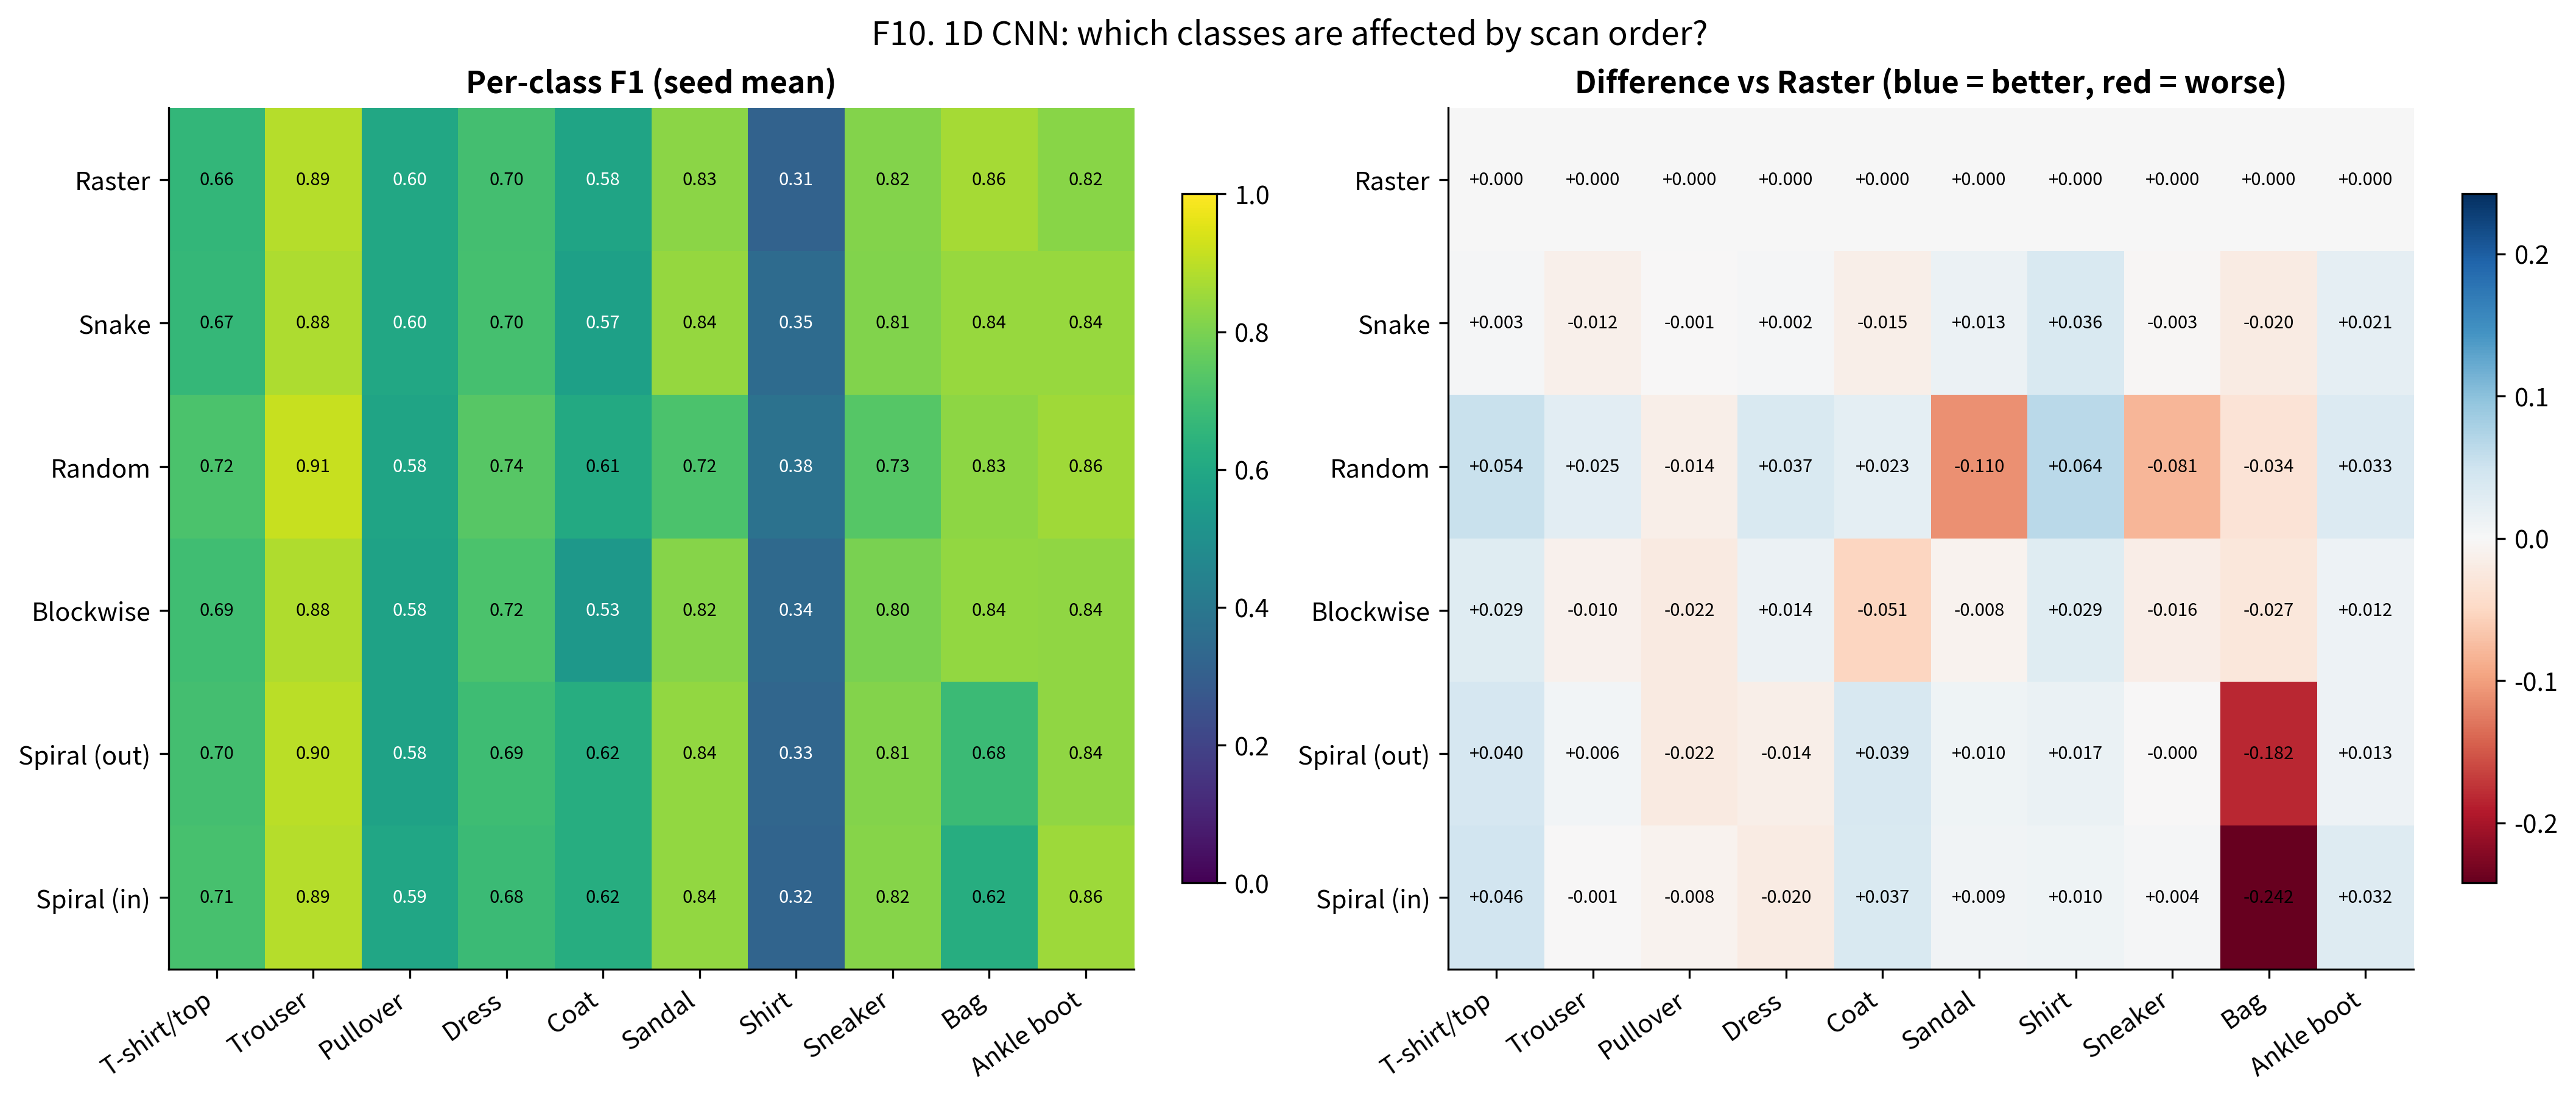 F10. 1D CNN: which classes are affected by scan order?
Per-class F1 (seed mean)
Raster 0.66 0.89 0.60 0.70 0.58 0.83 0.31 0.82 0.86 0.82
Snake 0.67 0.88 0.60 0.70 0.57 0.84 0.35 0.81 0.84 0.84
Random 0.72 0.91 0.58 0.74 0.61 0.72 0.38 0.73 0.83 0.86
Blockwise 0.69 0.88 0.58 0.72 0.53 0.82 0.34 0.80 0.84 0.84
Spiral (out) 0.70 0.90 0.58 0.69 0.62 0.84 0.33 0.81 0.68 0.84
Spiral (in) 0.71 0.89 0.59 0.68 0.62 0.84 0.32 0.82 0.62 0.86
T-shirt/top Trouser Pullover Dress Coat Sandal Shirt Sneaker Bag Ankle boot
1.0
0.8
0.6
0.4
0.2
0.0
Difference vs Raster (blue = better, red = worse)
Raster +0.000 +0.000 +0.000 +0.000 +0.000 +0.000 +0.000 +0.000 +0.000 +0.000
Snake +0.003 -0.012 -0.001 +0.002 -0.015 +0.013 +0.036 -0.003 -0.020 +0.021
Random +0.054 +0.025 -0.014 +0.037 +0.023 -0.110 +0.064 -0.081 -0.034 +0.033
Blockwise +0.029 -0.010 -0.022 +0.014 -0.051 -0.008 +0.029 -0.016 -0.027 +0.012
Spiral (out) +0.040 +0.006 -0.022 -0.014 +0.039 +0.010 +0.017 -0.000 -0.182 +0.013
Spiral (in) +0.046 -0.001 -0.008 -0.020 +0.037 +0.009 +0.010 +0.004 -0.242 +0.032
T-shirt/top Trouser Pullover Dress Coat Sandal Shirt Sneaker Bag Ankle boot
0.2
0.1
0.0
-0.1
-0.2